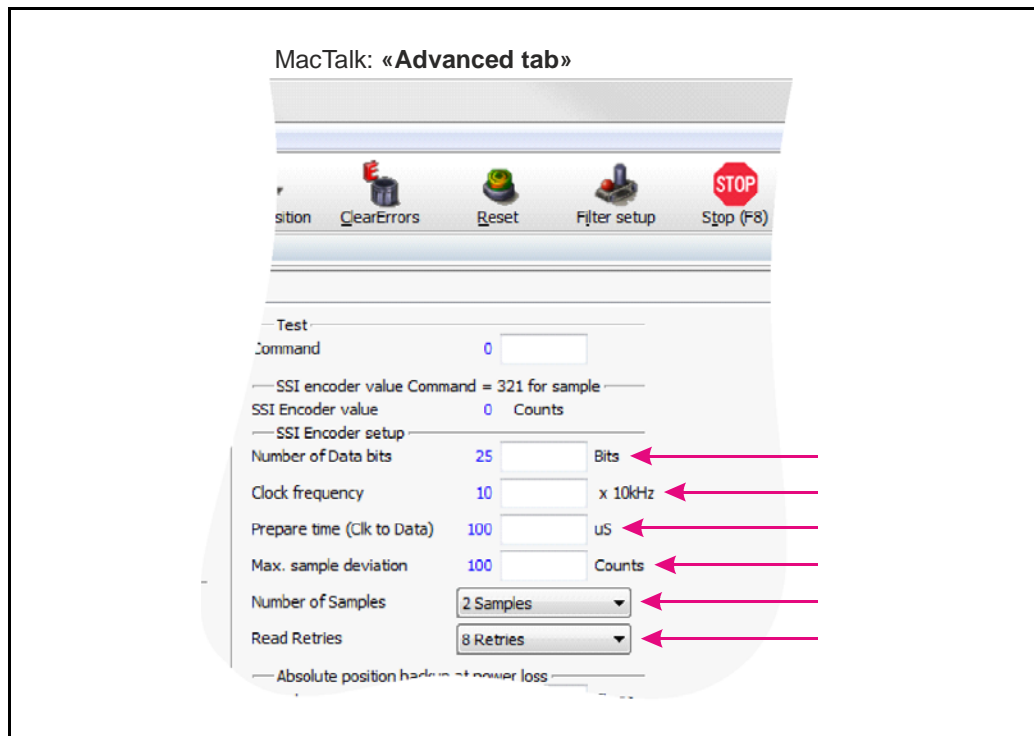 MacTalk: «Advanced tab»
sition ClearErrors Reset Filter setup Stop (F8)
STOP
Test
Command 0
SSI encoder value Command = 321 for sample
SSI Encoder value 0 Counts
SSI Encoder setup
Number of Data bits 25 Bits
Clock frequency 10 x 10kHz
Prepare time (Clk to Data) 100 uS
Max. sample deviation 100 Counts
Number of Samples 2 Samples
Read Retries 8 Retries
Absolute position backup at power loss